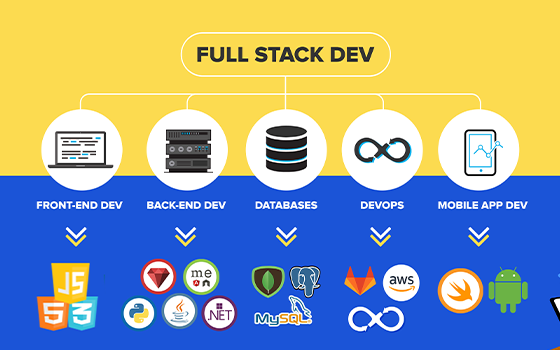 FULL STACK DEV
FRONT-END DEV
BACK-END DEV
DATABASES
DEVOPS
MOBILE APP DEV
JS
5
3
me
.NET
MySQL
aws